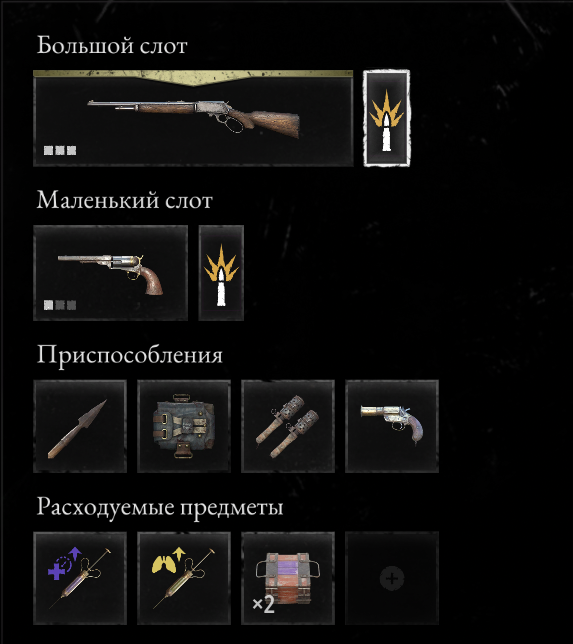 Большой слот
Маленький слот
Приспособления
Расходуемые предметы
×2